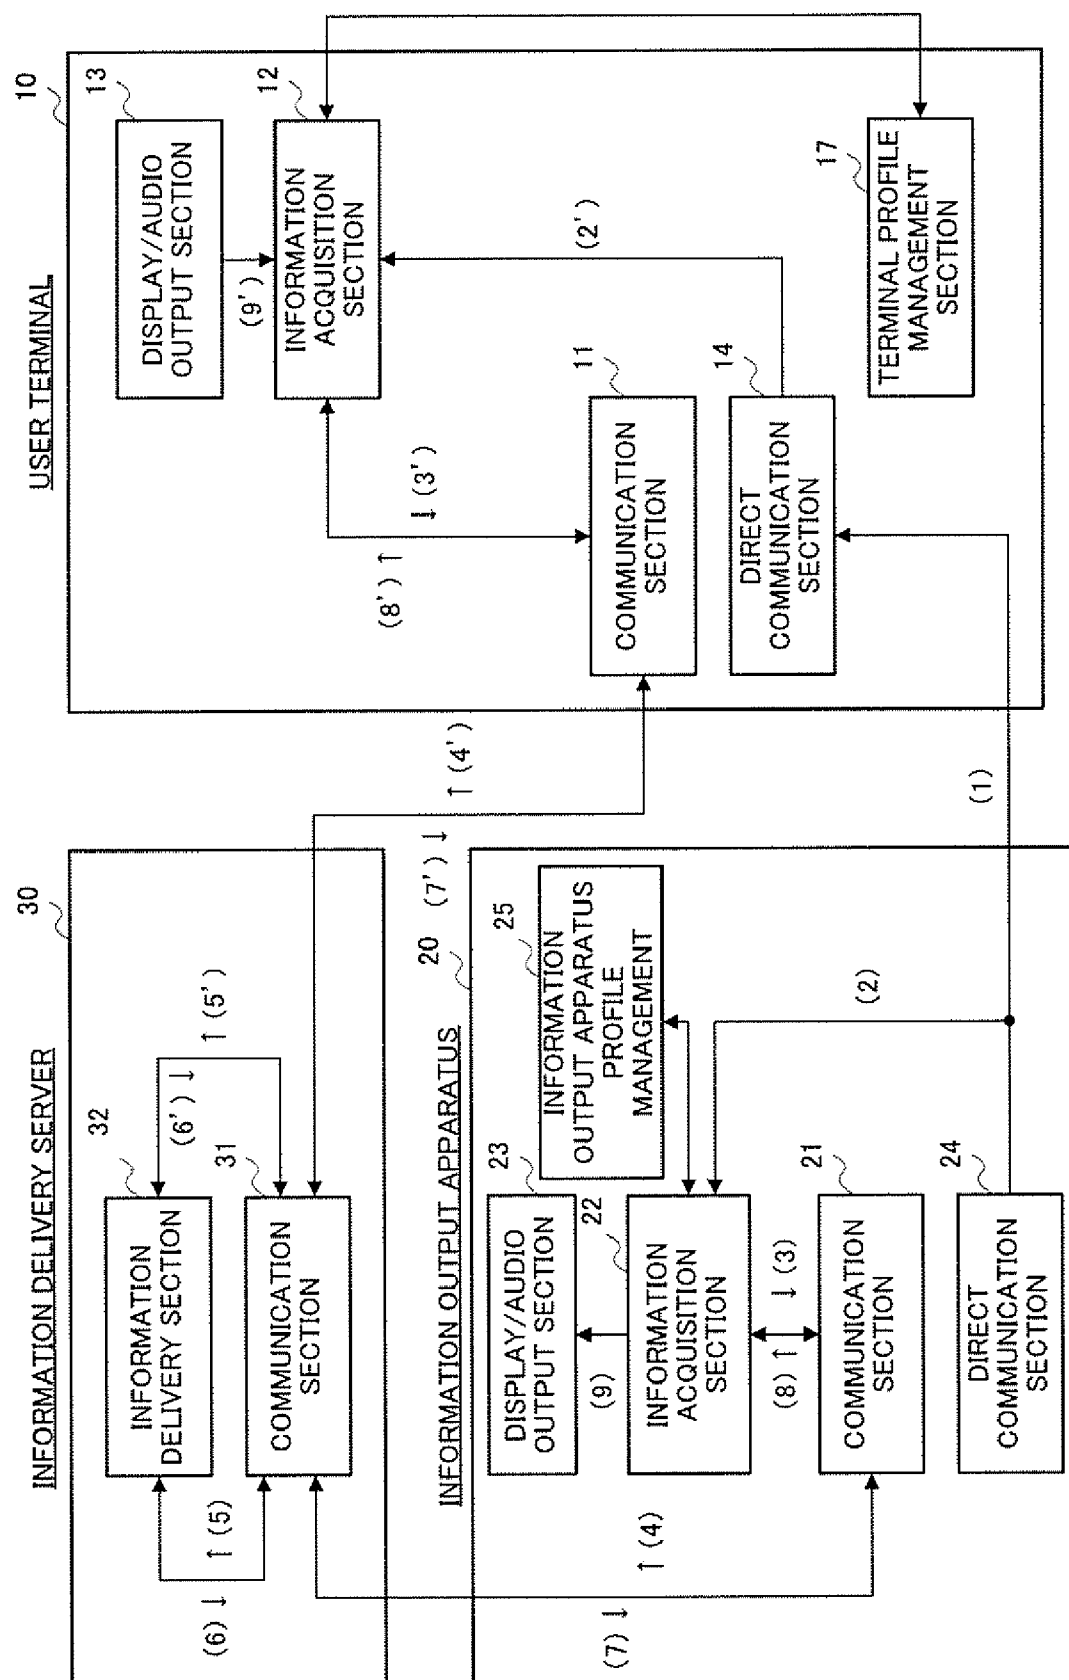 INFORMATION DELIVERY SERVER
30
32
INFORMATION
DELIVERY SECTION
31
COMMUNICATION
SECTION
(6) ↓
↑ (5)
(6') ↓
↑ (5')
(7) ↓
↑ (4)
(7') ↓
↑ (4')
INFORMATION OUTPUT APPARATUS
20
23
DISPLAY/AUDIO
OUTPUT SECTION
25
INFORMATION
OUTPUT APPARATUS
PROFILE
MANAGEMENT
(9)
22
INFORMATION
ACQUISITION
SECTION
(8) ↑
↓ (3)
(2)
21
COMMUNICATION
SECTION
24
DIRECT
COMMUNICATION
SECTION
(1)
USER TERMINAL
10
13
DISPLAY/AUDIO
OUTPUT SECTION
(9')
12
INFORMATION
ACQUISITION
SECTION
(8') ↑
↓ (3')
(2')
11
COMMUNICATION
SECTION
14
DIRECT
COMMUNICATION
SECTION
17
TERMINAL PROFILE
MANAGEMENT
SECTION